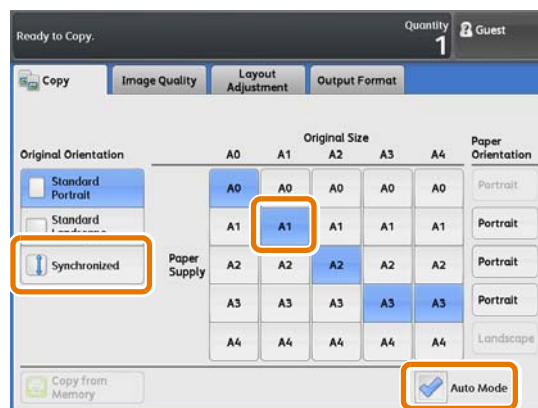 Ready to Copy.
Quantity
1
Guest
Copy
Image Quality
Layout
Adjustment
Output Format
Original Size
Original Orientation
A0 A1 A2 A3 A4
Paper
Orientation
Standard
Portrait
A0 A0 A0 A0 A0
Portrait
Standard
A1 A1 A1 A1 A1
Portrait
Synchronized
Paper
Supply
A2 A2 A2 A2 A2
Portrait
A3 A3 A3 A3 A3
Portrait
A4 A4 A4 A4 A4
Landscape
Copy from
Memory
Auto Mode